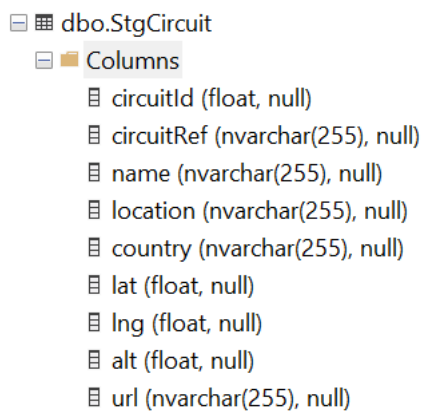 dbo.StgCircuit
Columns
circuitId (float, null)
circuitRef (nvarchar(255), null)
name (nvarchar(255), null)
location (nvarchar(255), null)
country (nvarchar(255), null)
lat (float, null)
lng (float, null)
alt (float, null)
url (nvarchar(255), null)